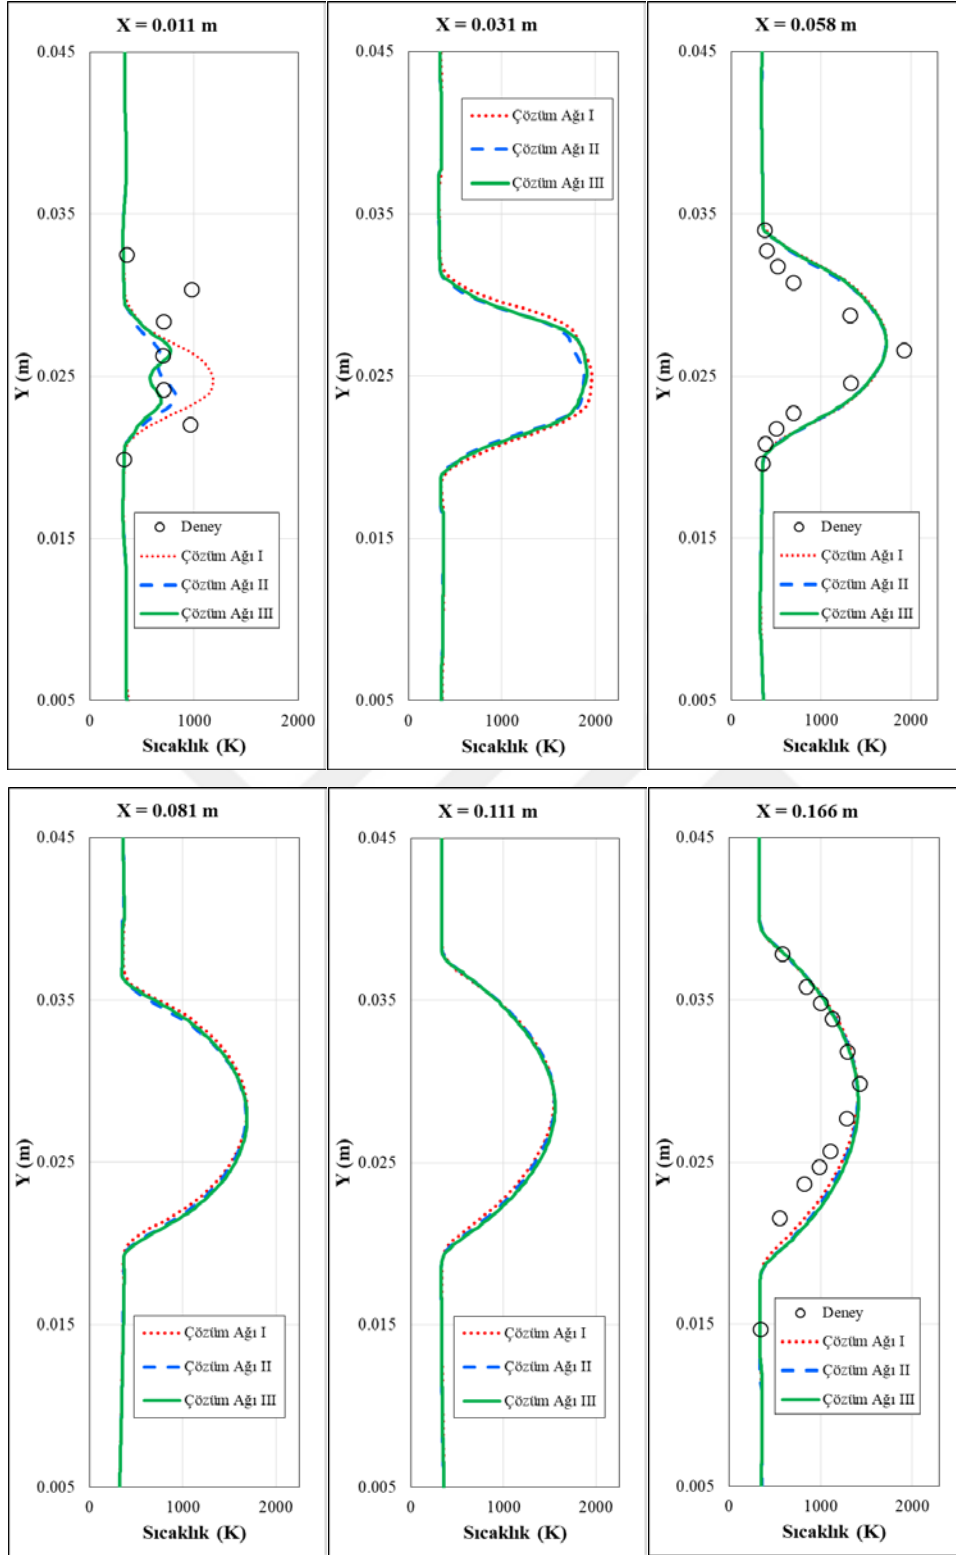 X = 0.011 m
0.045
0.035
0.025
0.015
0.005
Y (m)
Deney
Çözüm Ağı I
Çözüm Ağı II
Çözüm Ağı III
0
1000
2000
Sıcaklık (K)
X = 0.031 m
0.045
0.035
0.025
0.015
0.005
Y (m)
Çözüm Ağı I
Çözüm Ağı II
Çözüm Ağı III
0
1000
2000
Sıcaklık (K)
X = 0.058 m
0.045
0.035
0.025
0.015
0.005
Y (m)
Deney
Çözüm Ağı I
Çözüm Ağı II
Çözüm Ağı III
0
1000
2000
Sıcaklık (K)
X = 0.081 m
0.045
0.035
0.025
0.015
0.005
Y (m)
Çözüm Ağı I
Çözüm Ağı II
Çözüm Ağı III
0
1000
2000
Sıcaklık (K)
X = 0.111 m
0.045
0.035
0.025
0.015
0.005
Y (m)
Çözüm Ağı I
Çözüm Ağı II
Çözüm Ağı III
0
1000
2000
Sıcaklık (K)
X = 0.166 m
0.045
0.035
0.025
0.015
0.005
Y (m)
Deney
Çözüm Ağı I
Çözüm Ağı II
Çözüm Ağı III
0
1000
2000
Sıcaklık (K)